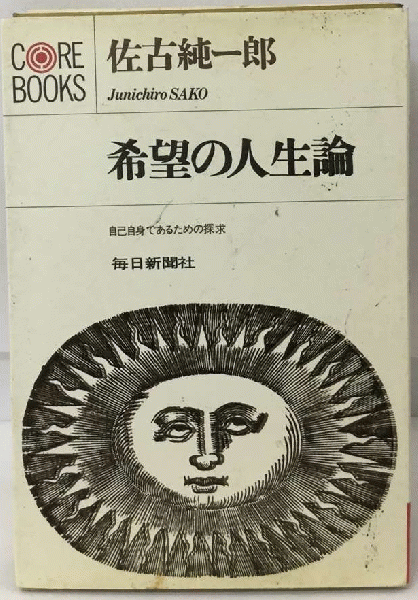 CORE
BOOKS
佐古純一郎
Junichiro SAKO
希望の人生論
自己自身であるための探求
毎日新聞社